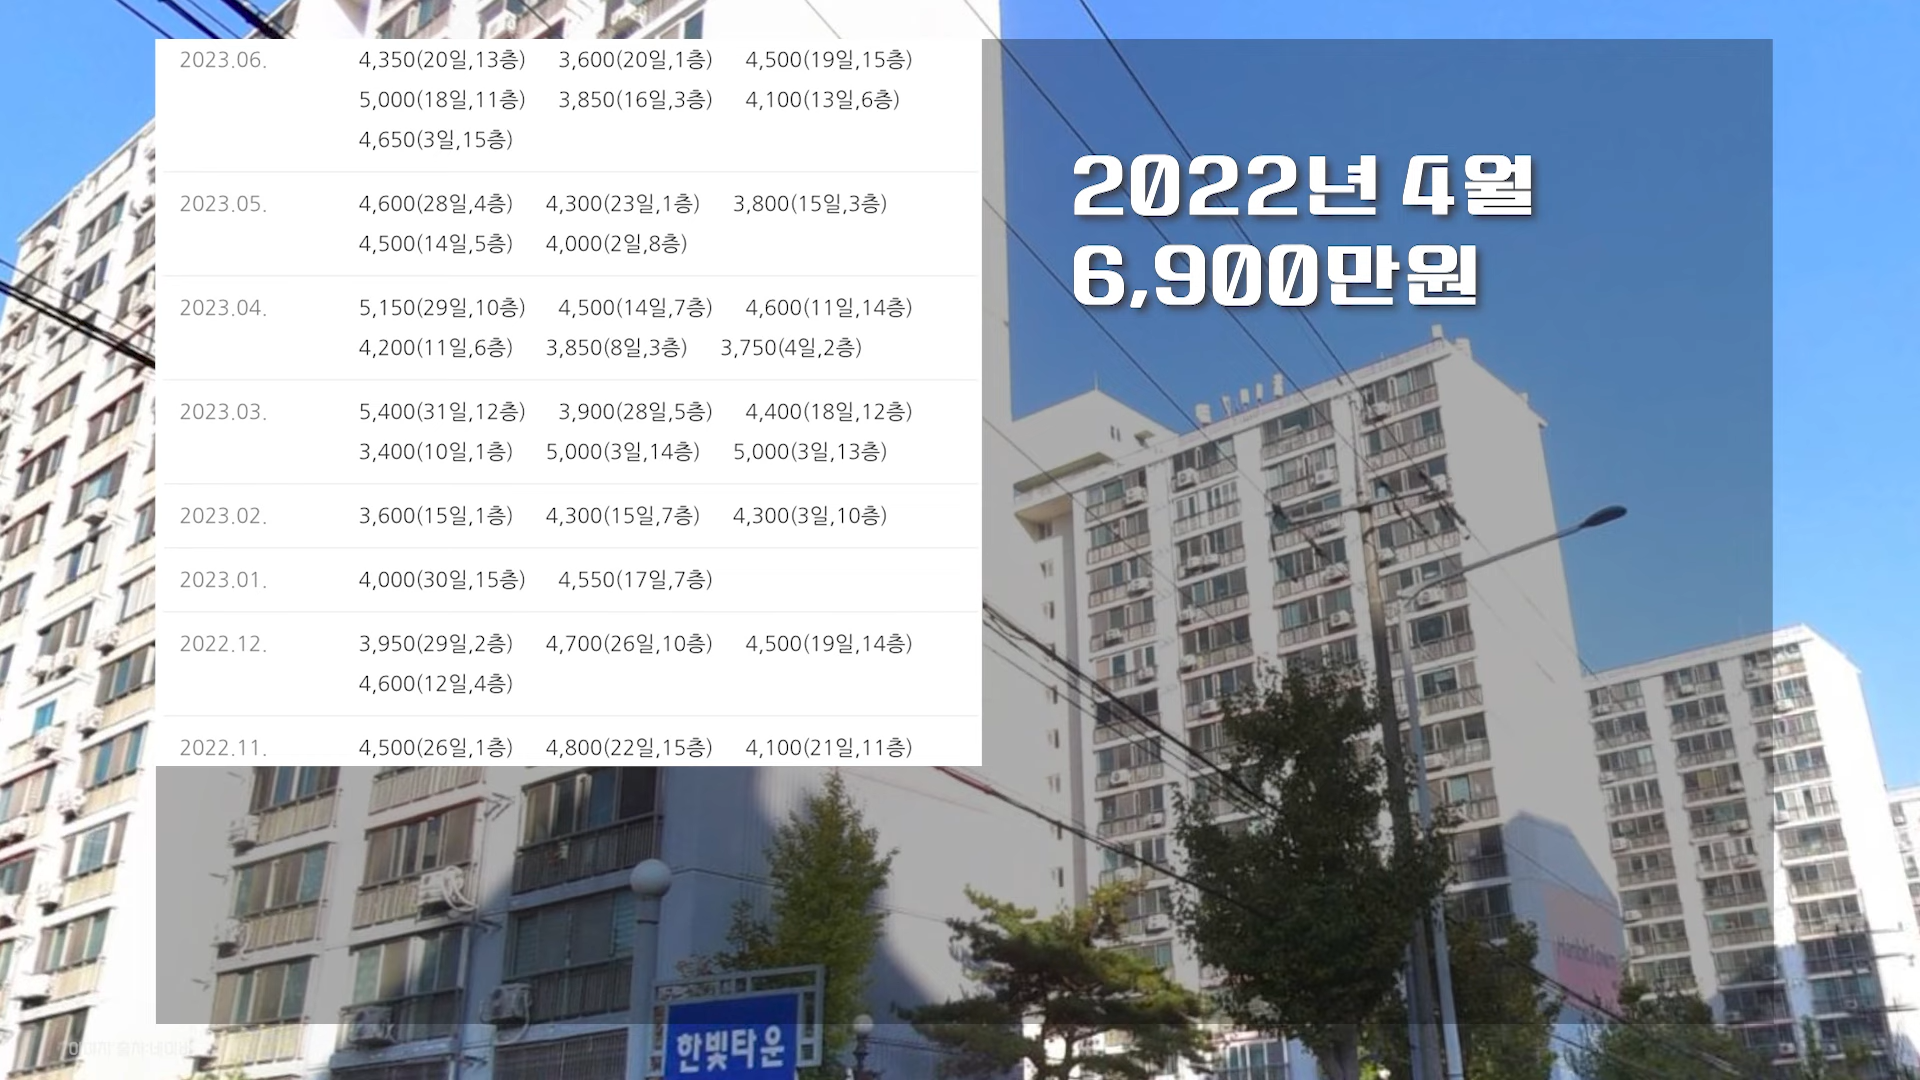 2023.06. 4,350(20일,13층) 3,600(20일,1층) 4,500(19일,15층)
5,000(18일,11층) 3,850(16일,3층) 4,100(13일,6층)
4,650(3일,15층)
2023.05. 4,600(28일,4층) 4,300(23일,1층) 3,800(15일,3층)
4,500(14일,5층) 4,000(2일,8층)
2023.04. 5,150(29일,10층) 4,500(14일,7층) 4,600(11일,14층)
4,200(11일,6층) 3,850(8일,3층) 3,750(4일,2층)
2023.03. 5,400(31일,12층) 3,900(28일,5층) 4,400(18일,12층)
3,400(10일,1층) 5,000(3일,14층) 5,000(3일,13층)
2023.02. 3,600(15일,1층) 4,300(15일,7층) 4,300(3일,10층)
2023.01. 4,000(30일,15층) 4,550(17일,7층)
2022.12. 3,950(29일,2층) 4,700(26일,10층) 4,500(19일,14층)
4,600(12일,4층)
2022.11. 4,500(26일,1층) 4,800(22일,15층) 4,100(21일,11층)
2022년 4월
6,900만원
한빛타운